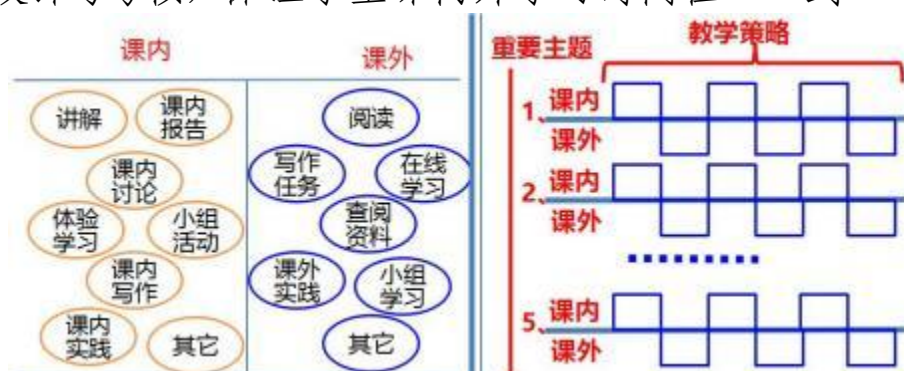 课内
课外
讲解
课内
报告
课内
讨论
体验
学习
小组
活动
课内
写作
课内
实践
其它
阅读
写作
任务
在线
学习
查阅
资料
课外
实践
小组
学习
其它
重要主题
教学策略
1、课内
课外
2、课内
课外
5、课内
课外